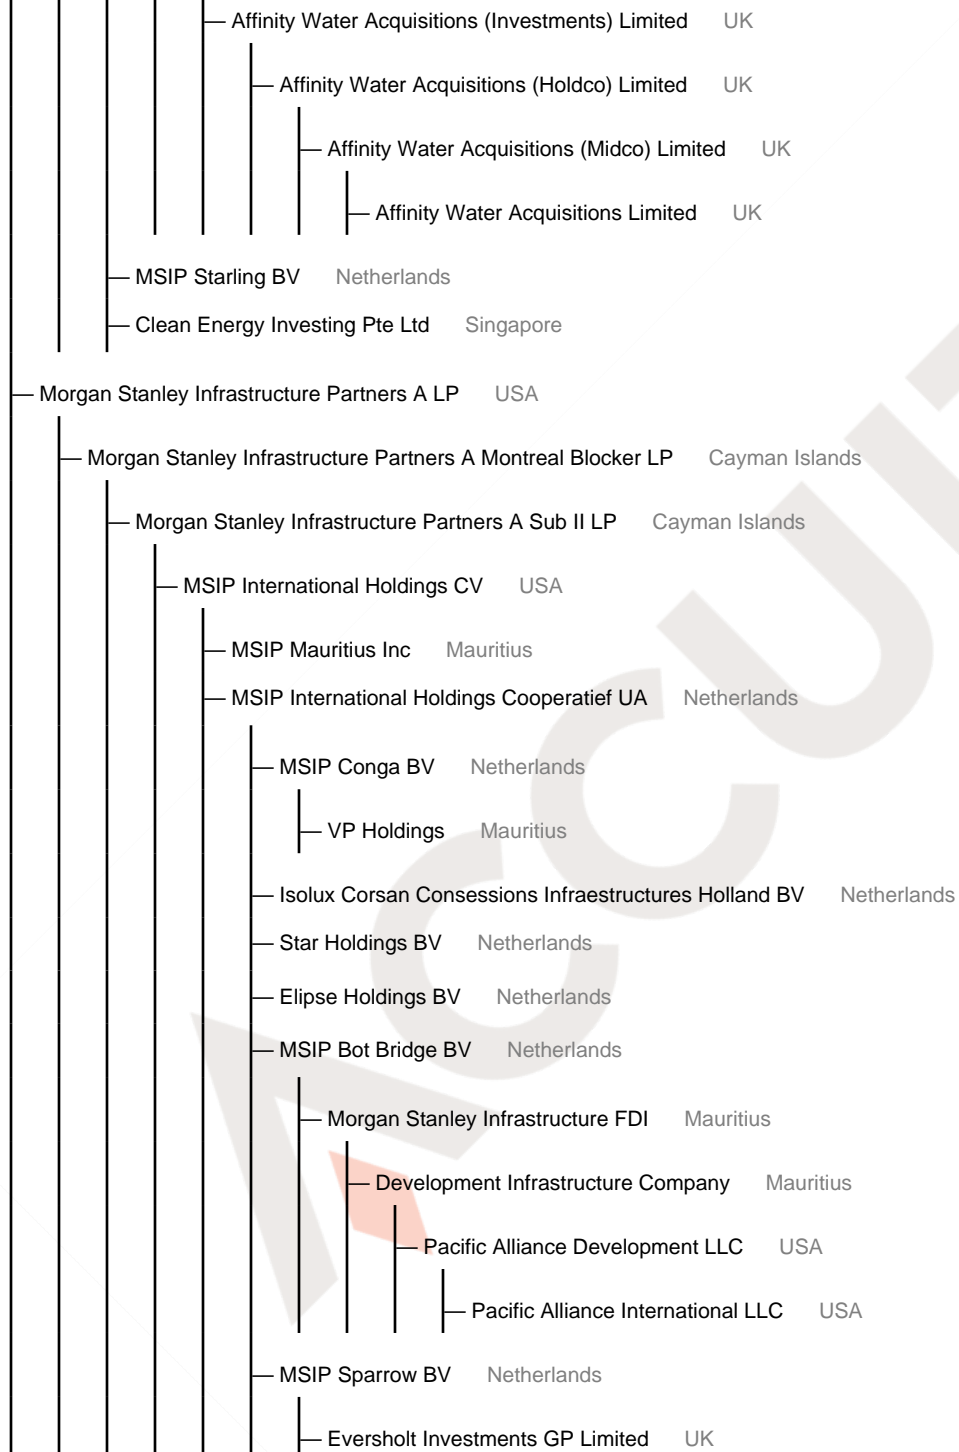 Affinity Water Acquisitions (Investments) Limited UK
Affinity Water Acquisitions (Holdco) Limited UK
Affinity Water Acquisitions (Midco) Limited UK
Affinity Water Acquisitions Limited UK
MSIP Starling BV Netherlands
Clean Energy Investing Pte Ltd Singapore
Morgan Stanley Infrastructure Partners A LP USA
Morgan Stanley Infrastructure Partners A Montreal Blocker LP Cayman Islands
Morgan Stanley Infrastructure Partners A Sub II LP Cayman Islands
MSIP International Holdings CV USA
MSIP Mauritius Inc Mauritius
MSIP International Holdings Cooperatief UA Netherlands
MSIP Conga BV Netherlands
VP Holdings Mauritius
Isolux Corsan Consessions Infraestructures Holland BV Netherlands
Star Holdings BV Netherlands
Elipse Holdings BV Netherlands
MSIP Bot Bridge BV Netherlands
Morgan Stanley Infrastructure FDI Mauritius
Development Infrastructure Company Mauritius
Pacific Alliance Development LLC USA
Pacific Alliance International LLC USA
MSIP Sparrow BV Netherlands
Eversholt Investments GP Limited UK
ACCUI